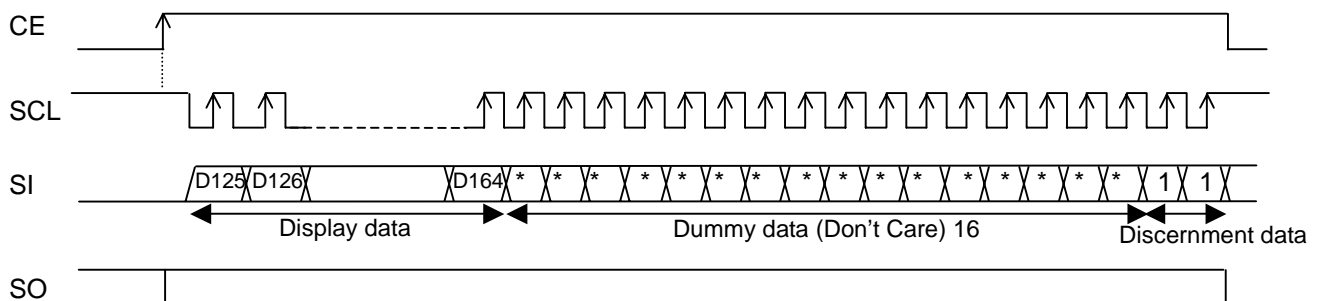 CE
SCL
SI D125 D126 D164 * * * * * * * * * * * * * * * * 1 1
Display data Dummy data (Don't Care) 16 Discernment data
SO